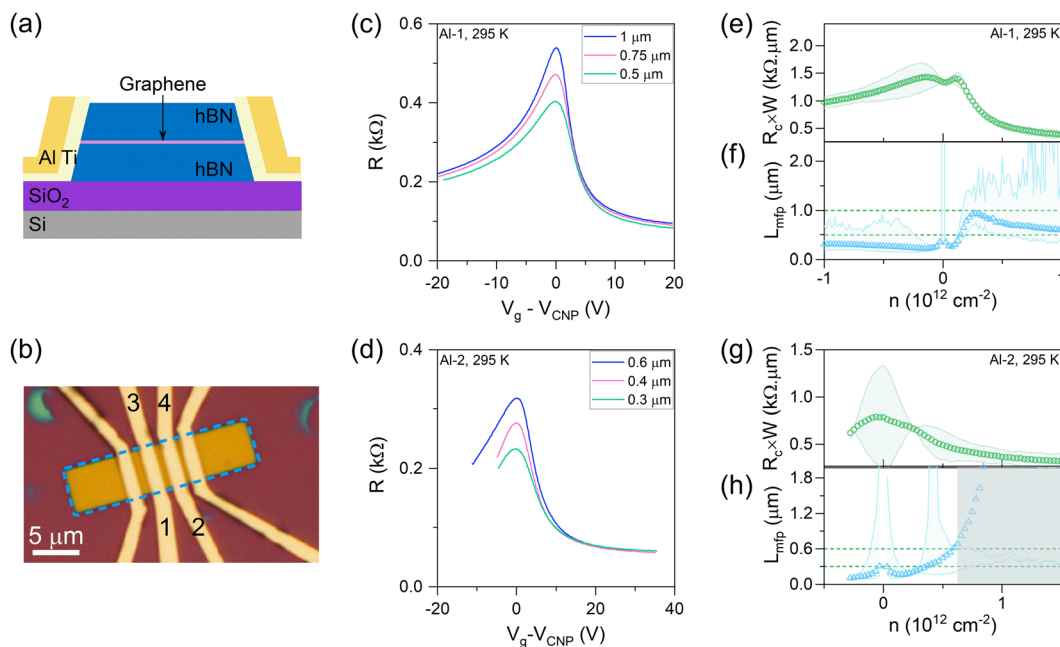 (a)
Graphene
hBN
Al Ti
hBN
SiO2
Si
(b)
3 4
1 2
5 μm
(c)
Al-1, 295 K
1 μm
0.75 μm
0.5 μm
R (kΩ)
0.6
0.4
0.2
0.0
-20 -10 0 10 20
Vg - VCNP (V)
(d)
Al-2, 295 K
0.6 μm
0.4 μm
0.3 μm
R (kΩ)
0.4
0.2
0.0
-20 0 20 40
Vg-VCNP (V)
(e)
Al-1, 295 K
Rc×W (kΩ.μm)
2.0
1.5
1.0
0.5
(f)
Lmfp (μm)
2.0
1.0
0.0
-1 0
n (10^12 cm-2)
(g)
Al-2, 295 K
Rc×W (kΩ.μm)
1.5
1.0
0.5
(h)
Lmfp (μm)
1.8
1.2
0.6
0.0
0 1
n (10^12 cm-2)